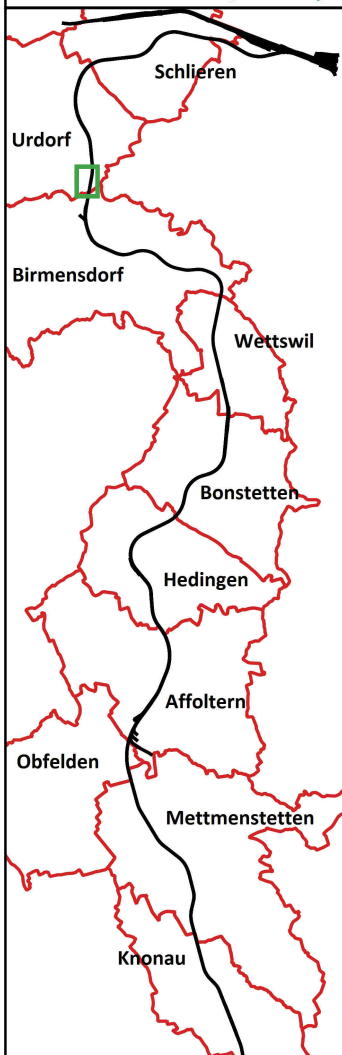 Schlieren
Urdorf
Birmensdorf
Wettswil
Bonstetten
Hedingen
Affoltern
Obfelden
Mettmenstetten
Knonau